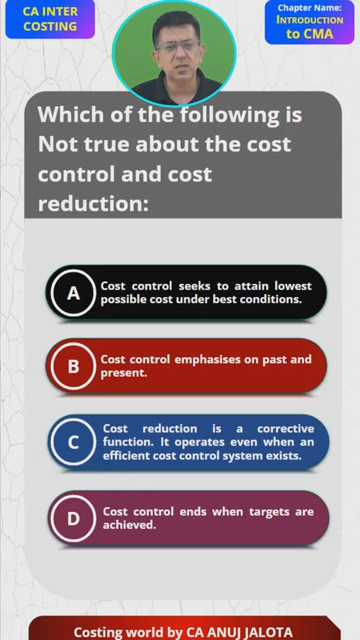 CA INTER
COSTING
Chapter Name:
INTRODUCTION
to CMA
Which of the following is
Not true about the cost
control and cost
reduction:
A
Cost control seeks to attain lowest
possible cost under best conditions.
B
Cost control emphasises on past and
present.
C
Cost reduction is a corrective
function. It operates even when an
efficient cost control system exists.
D
Cost control ends when targets are
achieved.
Costing world by CA ANUJ JALOTA